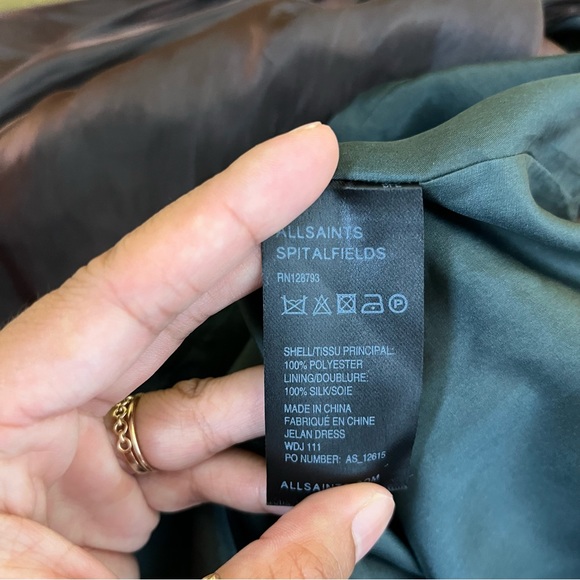 ALLSAINTS
SPITALFIELDS
RN128793
P
SHELL/TISSU PRINCIPAL:
100% POLYESTER
LINING/DOUBLURE:
100% SILK/SOIE
MADE IN CHINA
FABRIQUÉ EN CHINE
JELAN DRESS
WDJ 111
PO NUMBER: AS_12615